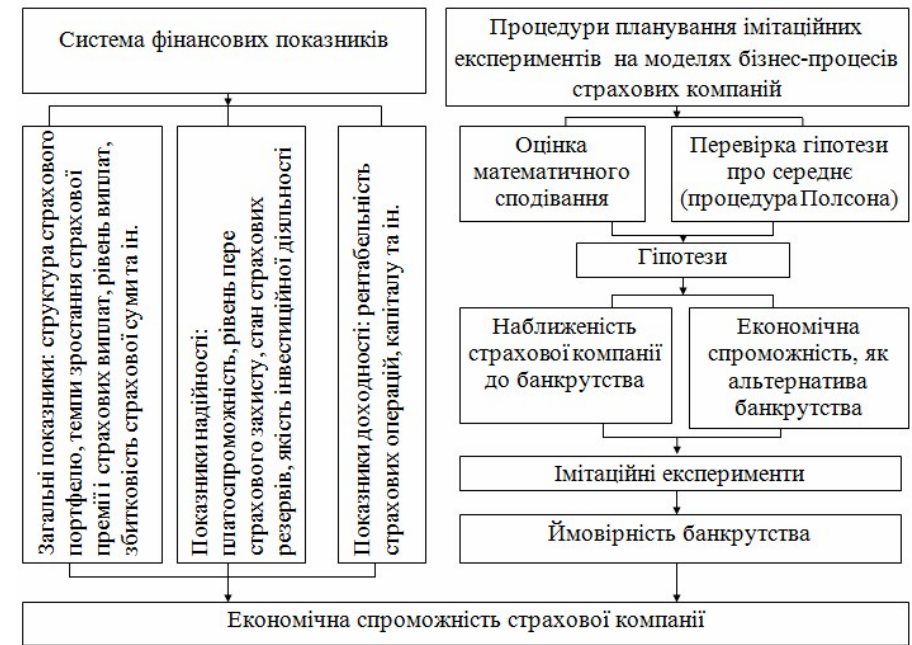 Система фінансових показників
Загальні показники: структура страхового
портфелю, темпи зростання страхової
премії і страхових виплат, рівень виплат,
збитковість страхової суми та ін.
Показники надійності:
платоспроможність, рівень пере
страхового захисту, стан страхових
резервів, якість інвестиційної діяльності
Показники доходності: рентабельність
страхових операцій, капіталу та ін.
Процедури планування імітаційних
експериментів на моделях бізнес-процесів
страхових компаній
Оцінка
математичного
сподівання
Перевірка гіпотези
про середнє
(процедура Полсона)
Гіпотези
Наближеність
страхової компанії
до банкрутства
Економічна
спроможність, як
альтернатива
банкрутства
Імітаційні експерименти
Ймовірність банкрутства
Економічна спроможність страхової компанії